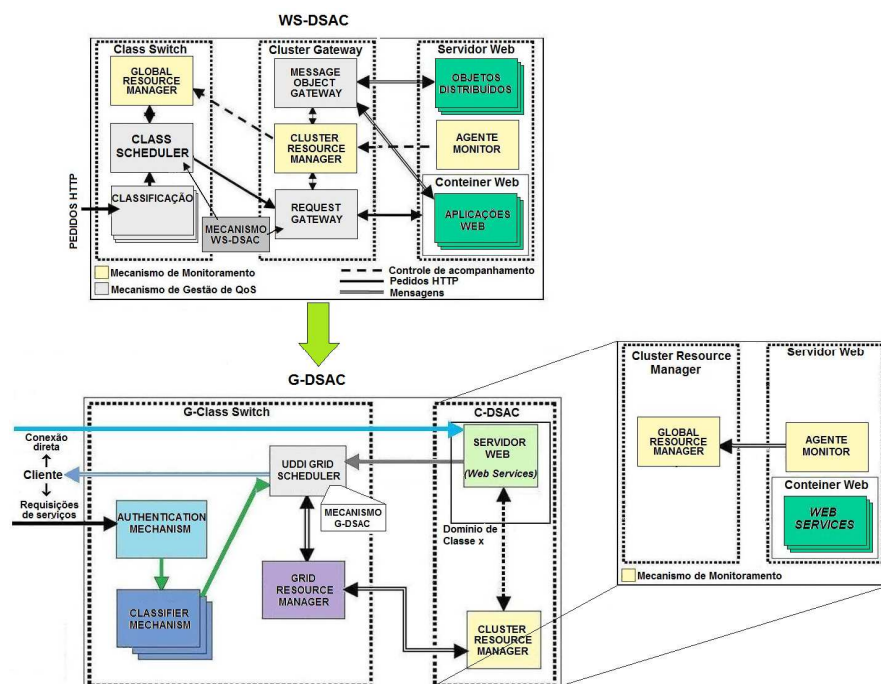 WS-DSAC
Class Switch
Cluster Gateway
Servidor Web
GLOBAL
RESOURCE
MANAGER
MESSAGE
OBJECT
GATEWAY
OBJETOS
DISTRIBUÍDOS
CLASS
SCHEDULER
CLUSTER
RESOURCE
MANAGER
AGENTE
MONITOR
Conteiner Web
PEDIDOS HTTP
CLASSIFICAÇÃO
MECANISMO
WS-DSAC
REQUEST
GATEWAY
APLICAÇÕES
WEB
Mecanismo de Monitoramento
Mecanismo de Gestão de QoS
Controle de acompanhamento
Pedidos HTTP
Mensagens
G-DSAC
G-Class Switch
C-DSAC
Conexão
direta
Cliente
Requisições
de serviços
UDDI GRID
SCHEDULER
MECANISMO
G-DSAC
SERVIDOR
WEB
(Web Services)
Domínio de
Classe x
AUTHENTICATION
MECHANISM
CLASSIFIER
MECHANISM
GRID
RESOURCE
MANAGER
CLUSTER
RESOURCE
MANAGER
Cluster Resource
Manager
Servidor Web
GLOBAL
RESOURCE
MANAGER
AGENTE
MONITOR
Conteiner Web
WEB
SERVICES
Mecanismo de Monitoramento